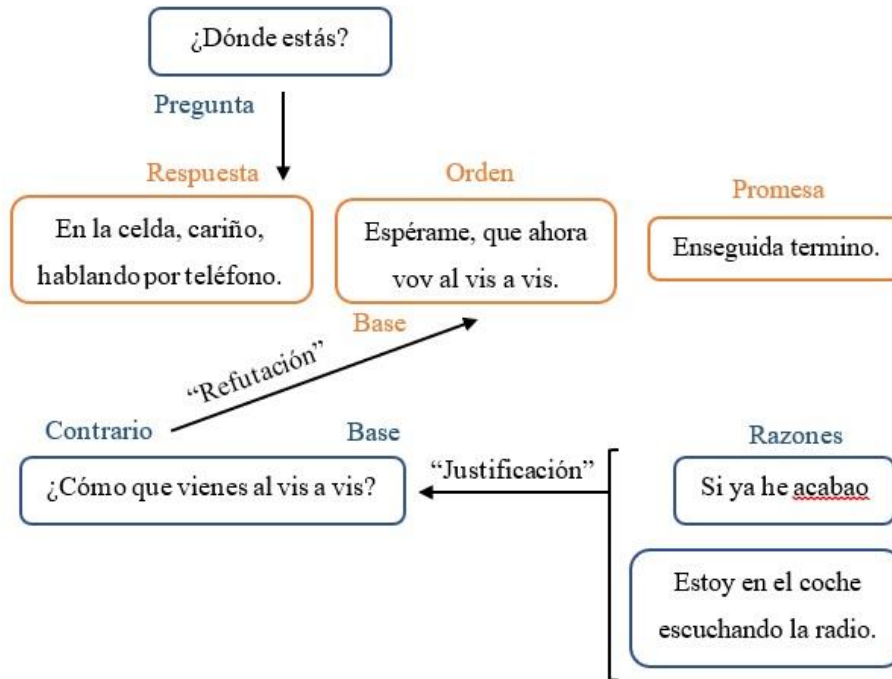 ¿Dónde estás?
Pregunta
Respuesta
Orden
Promesa
En la celda, cariño,
hablando por teléfono.
Espérame, que ahora
vov al vis a vis.
Enseguida termino.
Base
“Refutación”
Contrario
Base
Razones
¿Cómo que vienes al vis a vis?
“Justificación”
Si ya he acabao
Estoy en el coche
escuchando la radio.